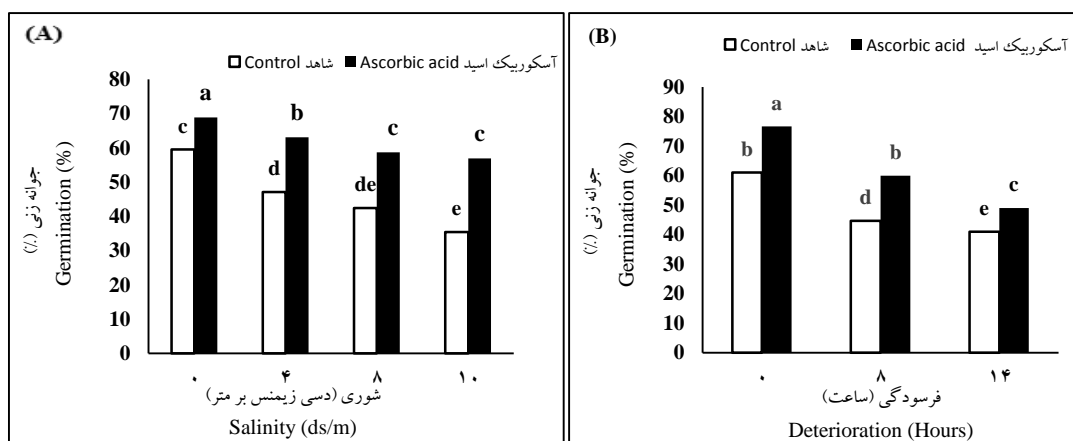 (A)
Control شاهد Ascorbic acid آسکوربیک اسید
جوانه زنی (٪)
Germination (%)
80
70
60
50
40
30
20
10
0
c a d b de c e c
۰ ۴ ۸ ۱۰
شوری (دسی زیمنس بر متر)
Salinity (ds/m)
(B)
Control شاهد Ascorbic acid آسکوربیک اسید
جوانه زنی (٪)
Germination (%)
90
80
70
60
50
40
30
20
10
0
b a d b e c
۰ ۸ ۱۴
فرسودگی (ساعت)
Deterioration (Hours)